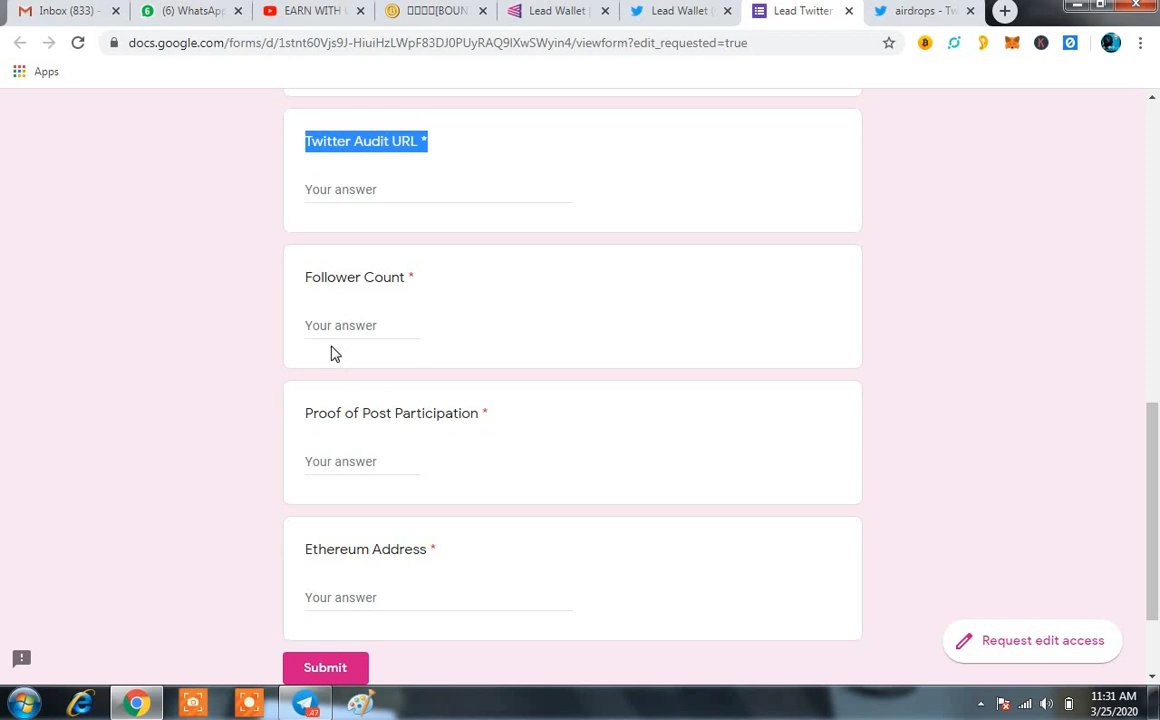 Inbox (833) -
(6) WhatsApp
EARN WITH
[BOUN
Lead Wallet |
Lead Wallet (
Lead Twitter
airdrops - Tw
docs.google.com/forms/d/1stnt60Vjs9J-HiuiHzLWpF83DJ0PUyRAQ9IXwSWyin4/viewform?edit_requested=true
Apps
Twitter Audit URL *
Your answer
Follower Count *
Your answer
Proof of Post Participation *
Your answer
Ethereum Address *
Your answer
Request edit access
Submit
11:31 AM
3/25/2020